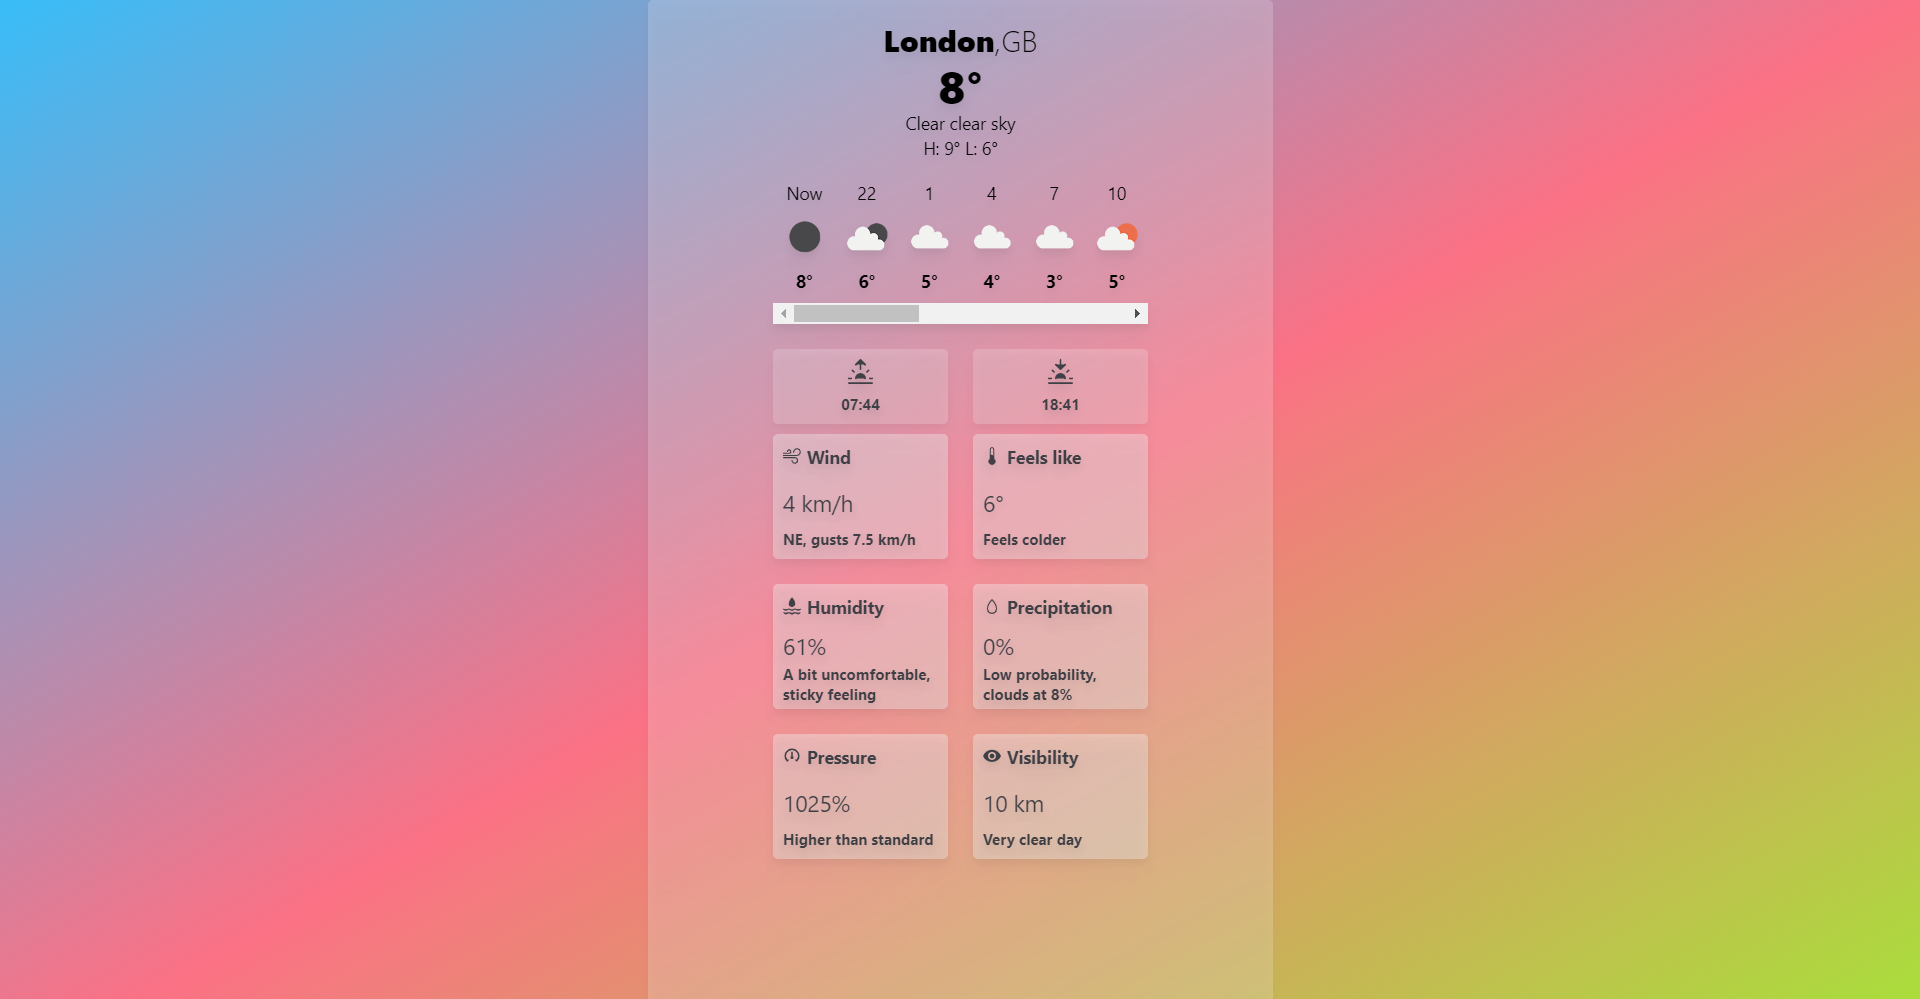 London,GB
8°
Clear clear sky
H: 9° L: 6°
Now 22 1 4 7 10
8° 6° 5° 4° 3° 5°
07:44 18:41
Wind
4 km/h
NE, gusts 7.5 km/h
Feels like
6°
Feels colder
Humidity
61%
A bit uncomfortable,
sticky feeling
Precipitation
0%
Low probability,
clouds at 8%
Pressure
1025%
Higher than standard
Visibility
10 km
Very clear day